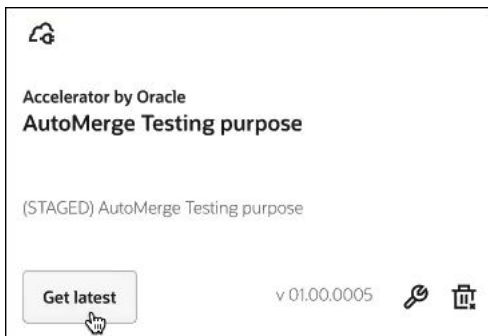 Accelerator by Oracle
AutoMerge Testing purpose
(STAGED) AutoMerge Testing purpose
Get latest
v 01.00.0005